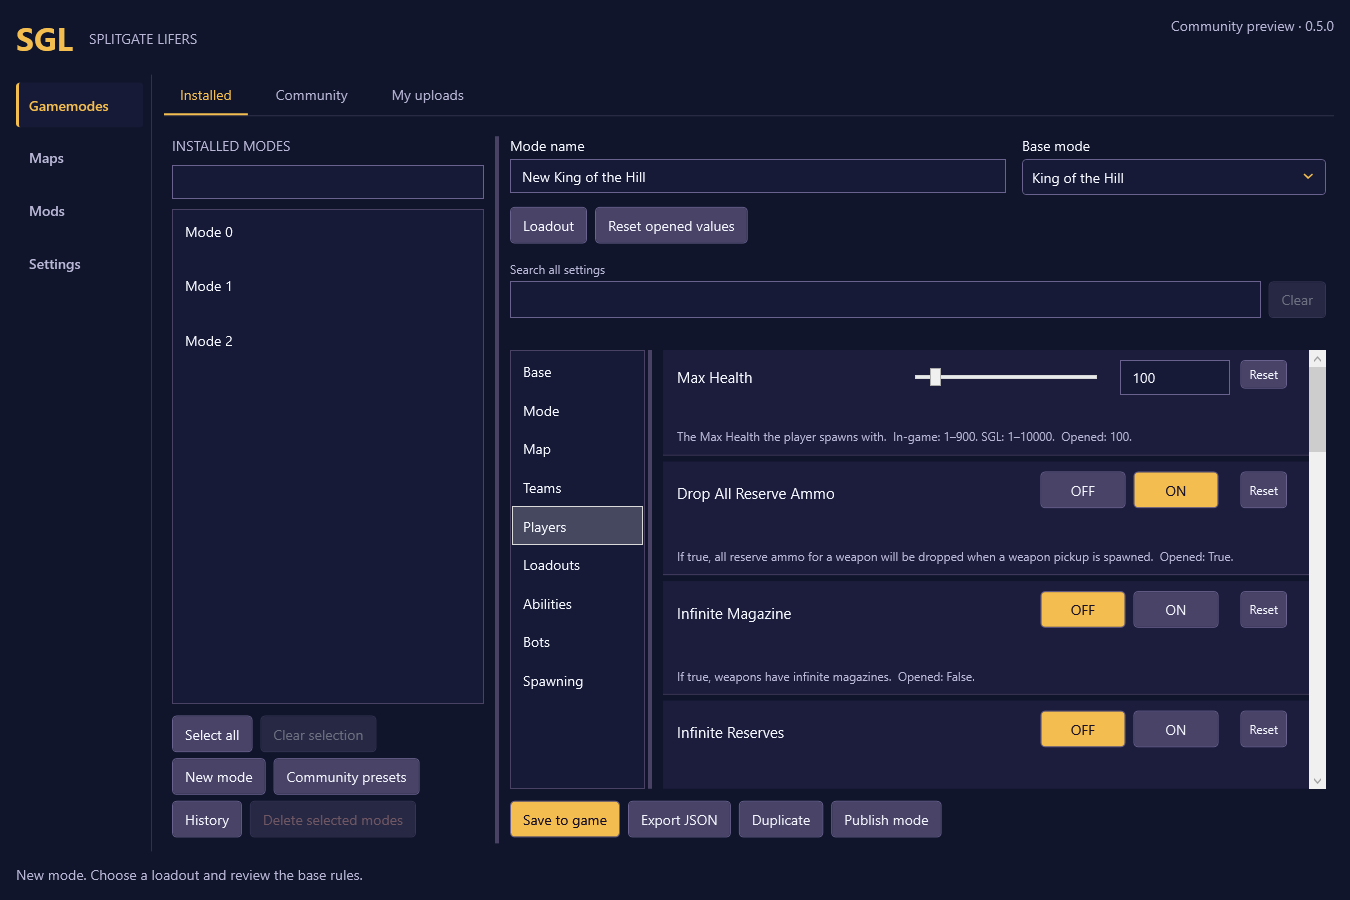 SGL
SPLITGATE LIFERS
Community preview · 0.5.0
Gamemodes
Maps
Mods
Settings
Installed
Community
My uploads
INSTALLED MODES
Mode 0
Mode 1
Mode 2
Select all
Clear selection
New mode
Community presets
History
Delete selected modes
Mode name
New King of the Hill
Base mode
King of the Hill
Loadout
Reset opened values
Search all settings
Clear
Base
Mode
Map
Teams
Players
Loadouts
Abilities
Bots
Spawning
Max Health
100
Reset
The Max Health the player spawns with.  In-game: 1–900. SGL: 1–10000.  Opened: 100.
Drop All Reserve Ammo
OFF
ON
Reset
If true, all reserve ammo for a weapon will be dropped when a weapon pickup is spawned.  Opened: True.
Infinite Magazine
OFF
ON
Reset
If true, weapons have infinite magazines.  Opened: False.
Infinite Reserves
OFF
ON
Reset
Save to game
Export JSON
Duplicate
Publish mode
New mode. Choose a loadout and review the base rules.